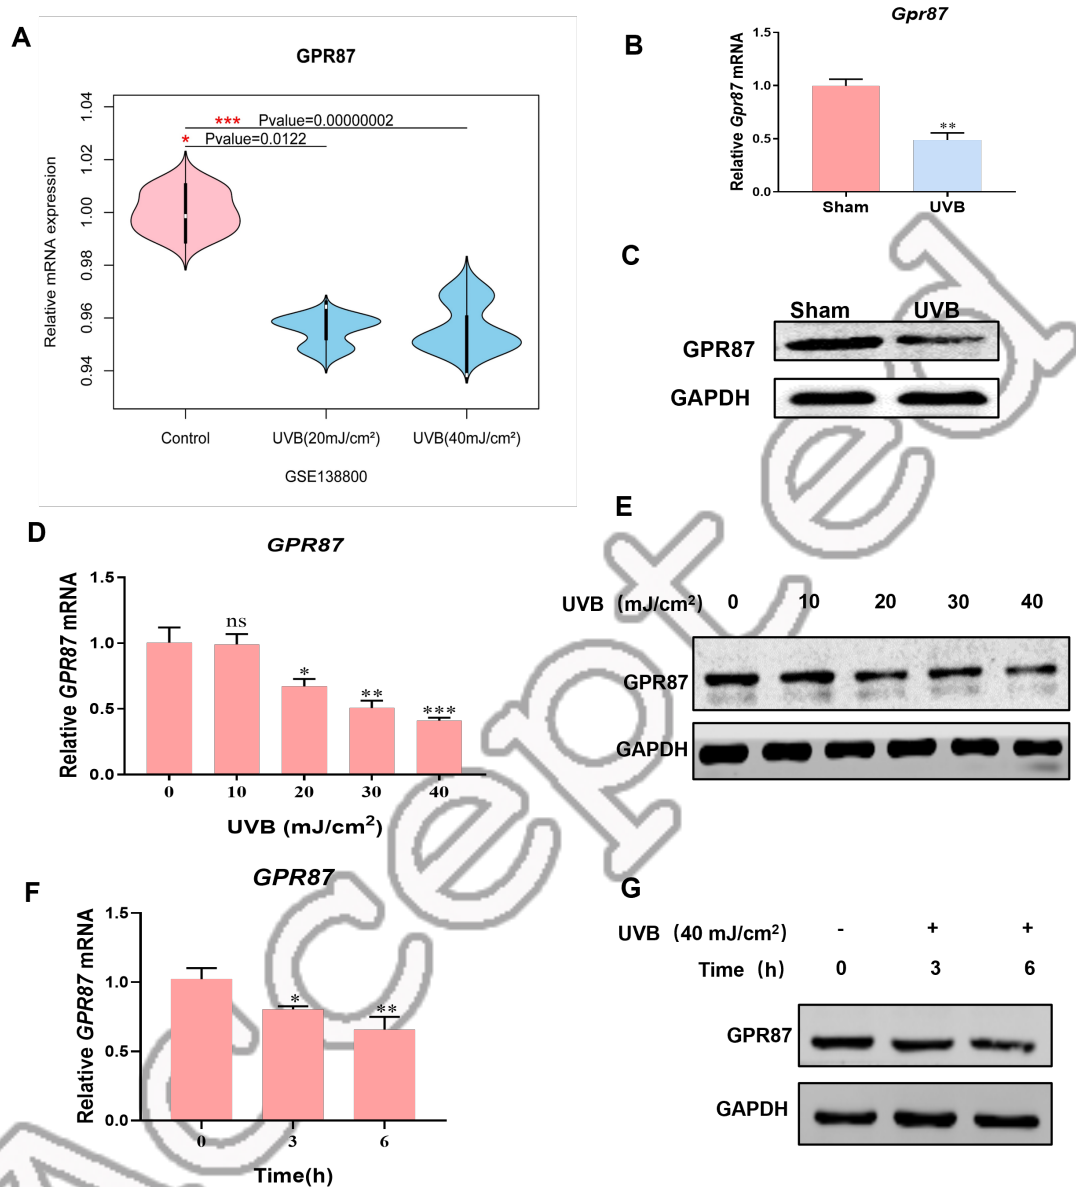 A
GPR87
Relative mRNA expression
1.04
1.02
1.00
0.98
0.96
0.94
*** Pvalue=0.00000002
* Pvalue=0.0122
Control UVB(20mJ/cm²) UVB(40mJ/cm²)
GSE138800
B
Gpr87
Relative Gpr87 mRNA
1.5
1.0
0.5
0.0
**
Sham UVB
C
Sham UVB
GPR87
GAPDH
D
GPR87
Relative GPR87 mRNA
1.5
1.0
0.5
0.0
ns * ** ***
0 10 20 30 40
UVB (mJ/cm²)
E
UVB (mJ/cm²) 0 10 20 30 40
GPR87
GAPDH
F
GPR87
Relative GPR87 mRNA
1.5
1.0
0.5
0.0
* **
0 3 6
Time(h)
G
UVB (40 mJ/cm²) - + +
Time (h) 0 3 6
GPR87
GAPDH
Accepted